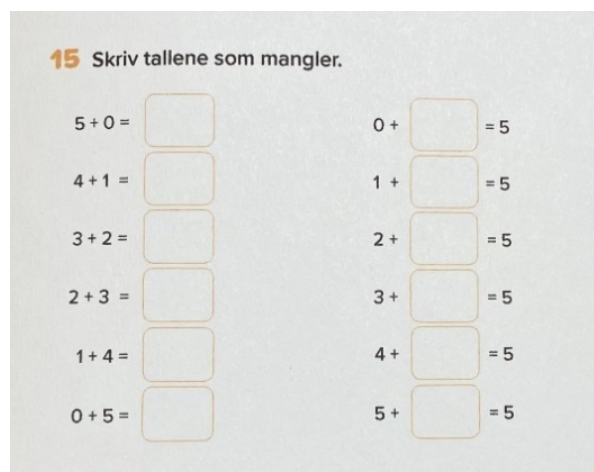 15 Skriv tallene som mangler.
5 + 0 =
4 + 1 =
3 + 2 =
2 + 3 =
1 + 4 =
0 + 5 =
0 + = 5
1 + = 5
2 + = 5
3 + = 5
4 + = 5
5 + = 5